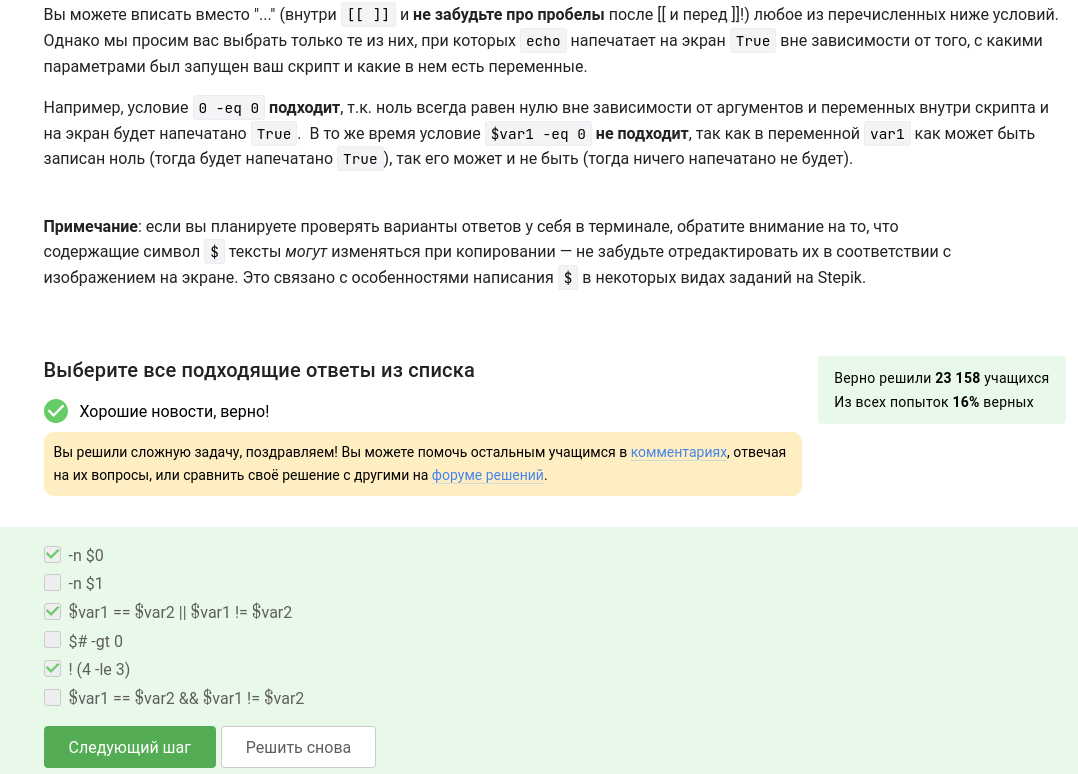 Вы можете вписать вместо "..." (внутри [[ ]] и не забудьте про пробелы после [[ и перед ]]!) любое из перечисленных ниже условий.
Однако мы просим вас выбрать только те из них, при которых echo напечатает на экран True вне зависимости от того, с какими
параметрами был запущен ваш скрипт и какие в нем есть переменные.
Например, условие 0 -eq 0 подходит, т.к. ноль всегда равен нулю вне зависимости от аргументов и переменных внутри скрипта и
на экран будет напечатано True. В то же время условие $var1 -eq 0 не подходит, так как в переменной var1 как может быть
записан ноль (тогда будет напечатано True), так его может и не быть (тогда ничего напечатано не будет).
Примечание: если вы планируете проверять варианты ответов у себя в терминале, обратите внимание на то, что
содержащие символ $ тексты могут изменяться при копировании — не забудьте отредактировать их в соответствии с
изображением на экране. Это связано с особенностями написания $ в некоторых видах заданий на Stepik.
Выберите все подходящие ответы из списка
Верно решили 23 158 учащихся
Из всех попыток 16% верных
Хорошие новости, верно!
Вы решили сложную задачу, поздравляем! Вы можете помочь остальным учащимся в комментариях, отвечая
на их вопросы, или сравнить своё решение с другими на форуме решений.
-n $0
-n $1
$var1 == $var2 || $var1 != $var2
$# -gt 0
! (4 -le 3)
$var1 == $var2 && $var1 != $var2
Следующий шаг
Решить снова